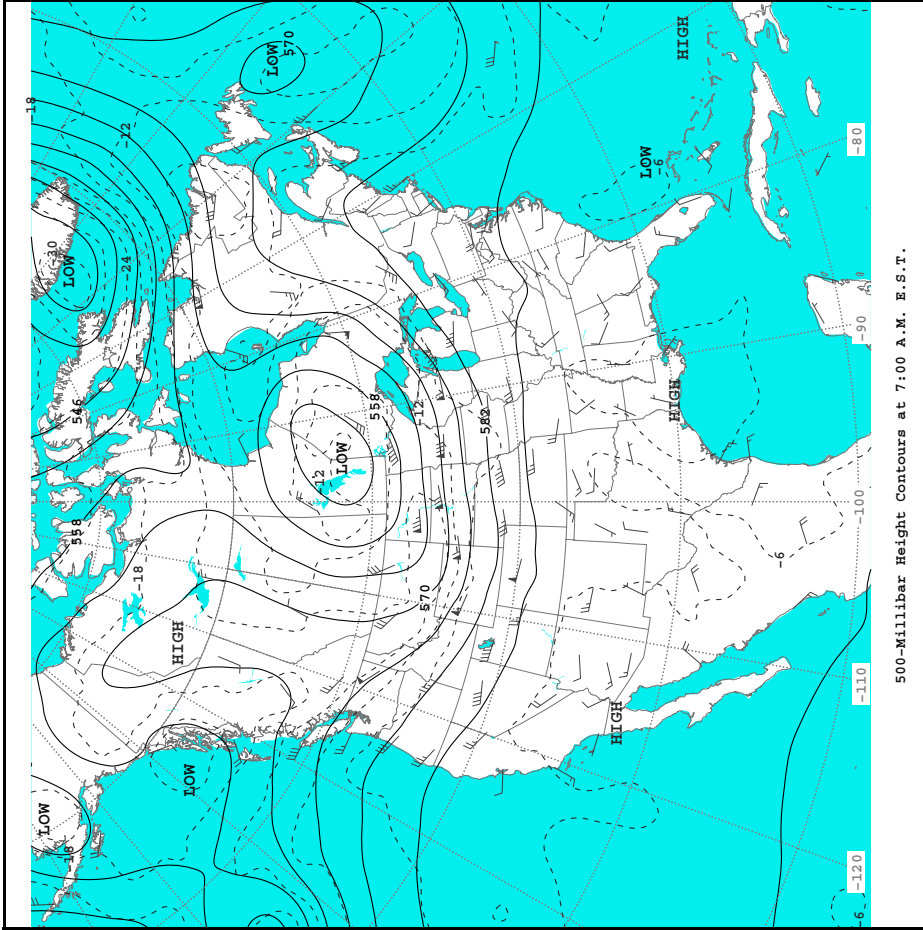 LOW
570
HIGH
-18
-12
-80
LOW
-6
-30
LOW
-24
-90
546
558
-12
582
HIGH
LOW
-12
-100
558
-18
570
-6
HIGH
-110
HIGH
LOW
LOW
-18
-120
-6
500-Millibar Height Contours at 7:00 A.M. E.S.T.